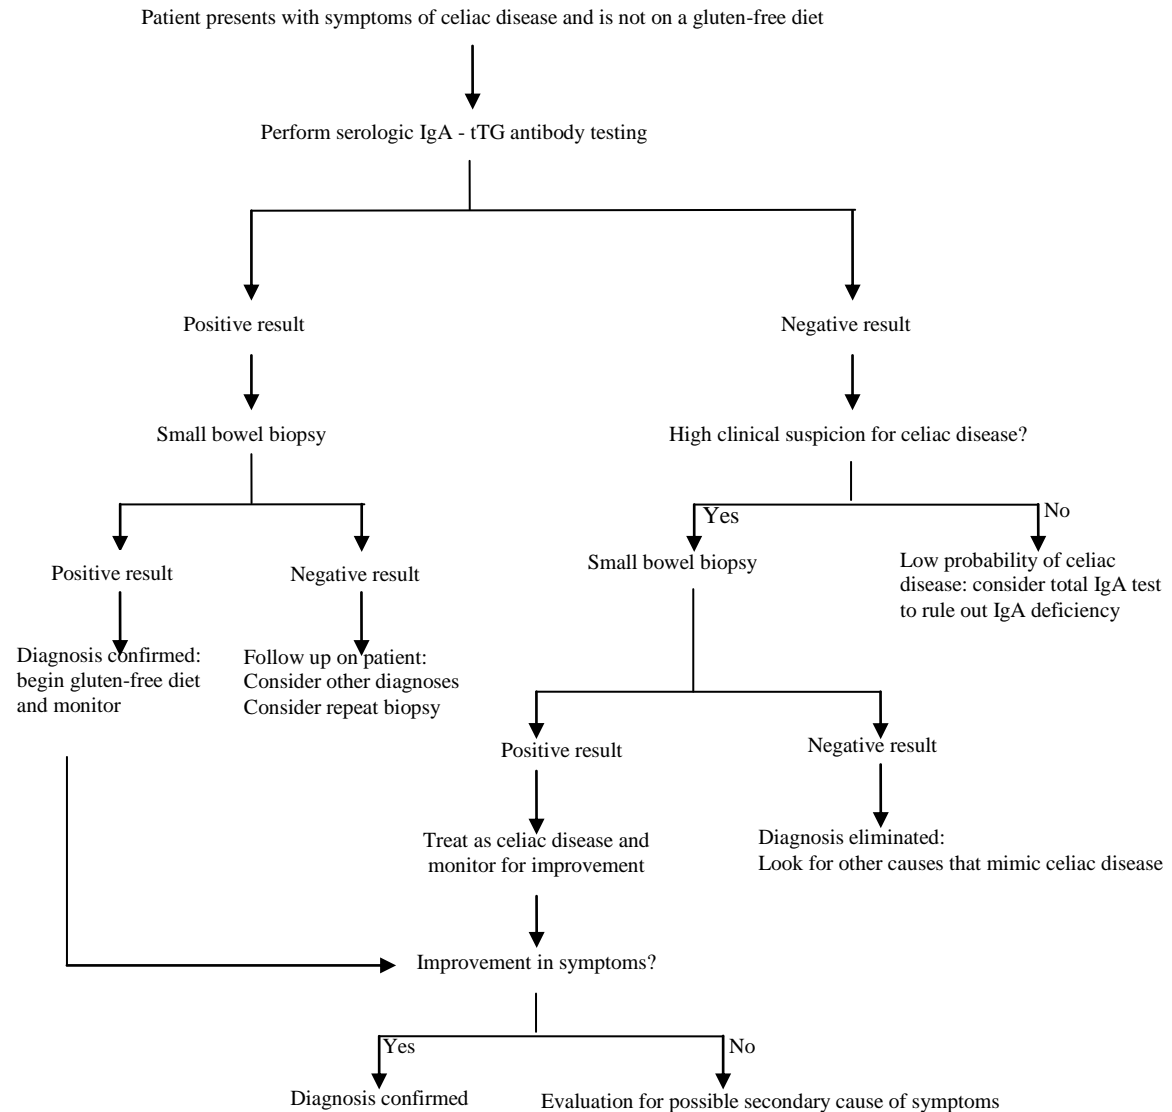 Patient presents with symptoms of celiac disease and is not on a gluten-free diet
Perform serologic IgA - tTG antibody testing
Positive result
Negative result
Small bowel biopsy
High clinical suspicion for celiac disease?
Yes
No
Positive result
Negative result
Small bowel biopsy
Low probability of celiac
disease: consider total IgA test
to rule out IgA deficiency
Diagnosis confirmed:
begin gluten-free diet
and monitor
Follow up on patient:
Consider other diagnoses
Consider repeat biopsy
Positive result
Negative result
Treat as celiac disease and
monitor for improvement
Diagnosis eliminated:
Look for other causes that mimic celiac disease
Improvement in symptoms?
Yes
No
Diagnosis confirmed
Evaluation for possible secondary cause of symptoms